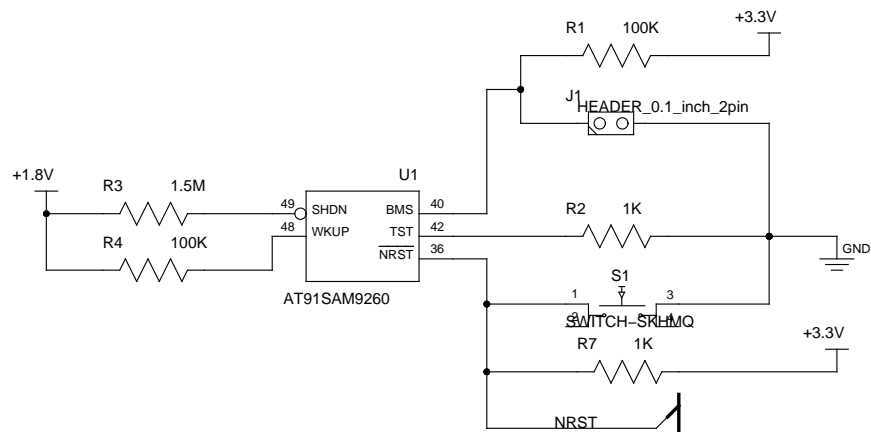 +3.3V
R1 100K
J1
HEADER_0.1_inch_2pin
+1.8V
R3 1.5M
U1
49 SHDN BMS 40
48 WKUP TST 42
NRST 36
R4 100K
AT91SAM9260
R2 1K
GND
S1
1 3
2 4
SWITCH-SKHMQ
R7 1K
+3.3V
NRST